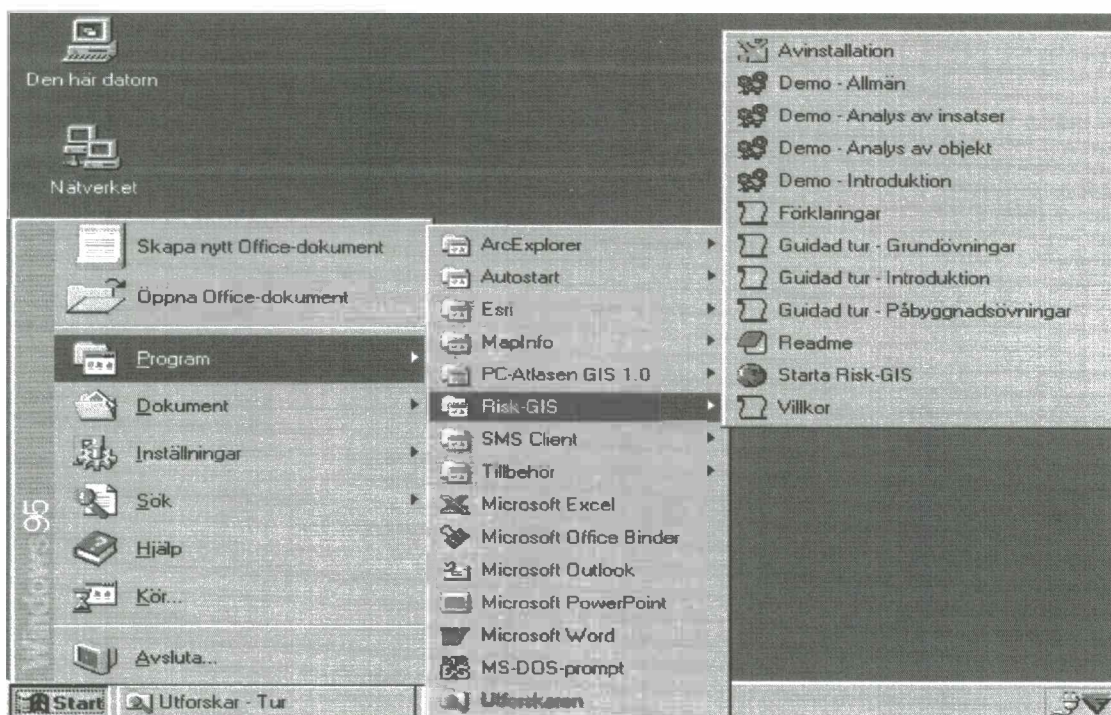 Den här datorn
Nätverket
Skapa nytt Office-dokument
Öppna Office-dokument
Program
Dokument
Inställningar
Sök
Hjälp
Kör...
Avsluta...
Windows 95
ArcExplorer
Autostart
Esri
MapInfo
PC-Atlasen GIS 1.0
Risk-GIS
SMS Client
Tillbehör
Microsoft Excel
Microsoft Office Binder
Microsoft Outlook
Microsoft PowerPoint
Microsoft Word
MS-DOS-prompt
Utforskaren
Avinstallation
Demo - Allmän
Demo - Analys av insatser
Demo - Analys av objekt
Demo - Introduktion
Förklaringar
Guidad tur - Grundövningar
Guidad tur - Introduktion
Guidad tur - Påbyggnadsövningar
Readme
Starta Risk-GIS
Villkor
Start
Utforskar - Tur